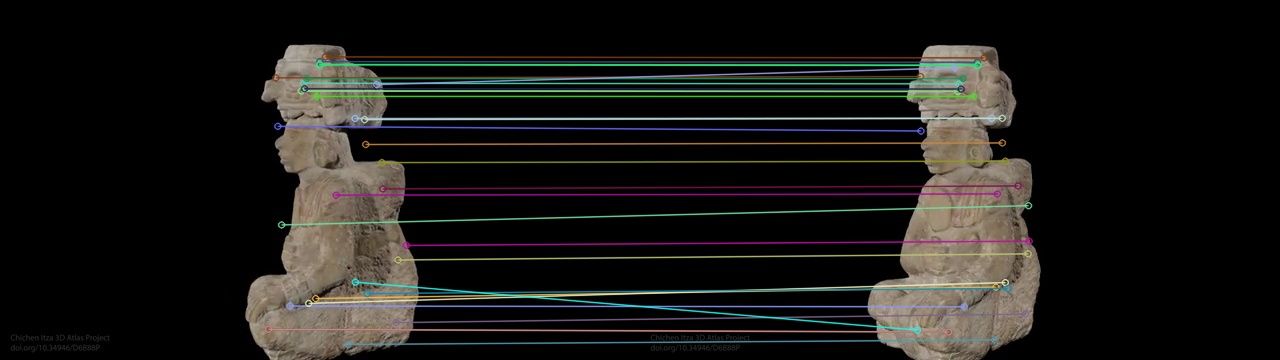 Chichen Itza 3D Atlas Project
doi.org/10.34946/D6B88P
Chichen Itza 3D Atlas Project
doi.org/10.34946/D6B88P